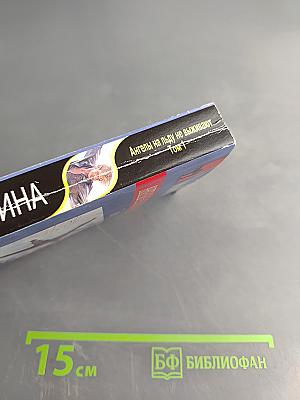 Ангелы на льду не выживают
Том 1
ИНА
15 см
БФ БИБЛИОФАН